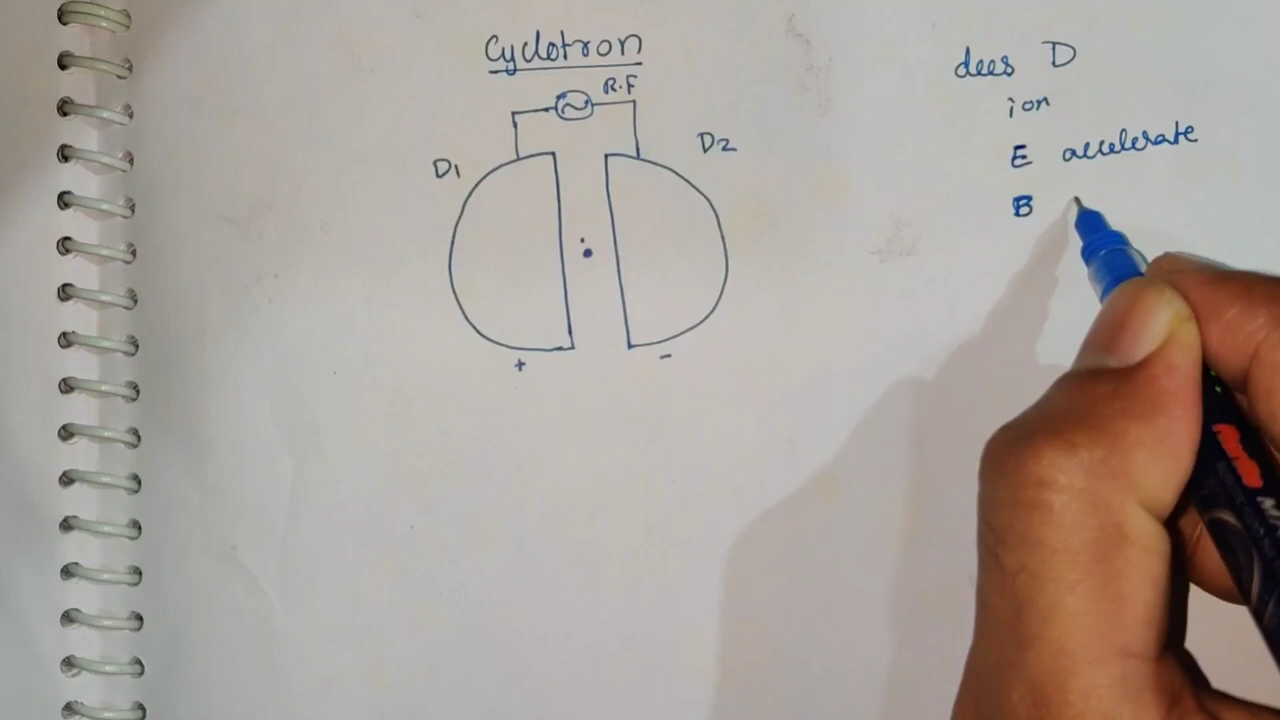 Cyclotron
R.F
D1
D2
+
-
dees D
ion
E accelerate
B